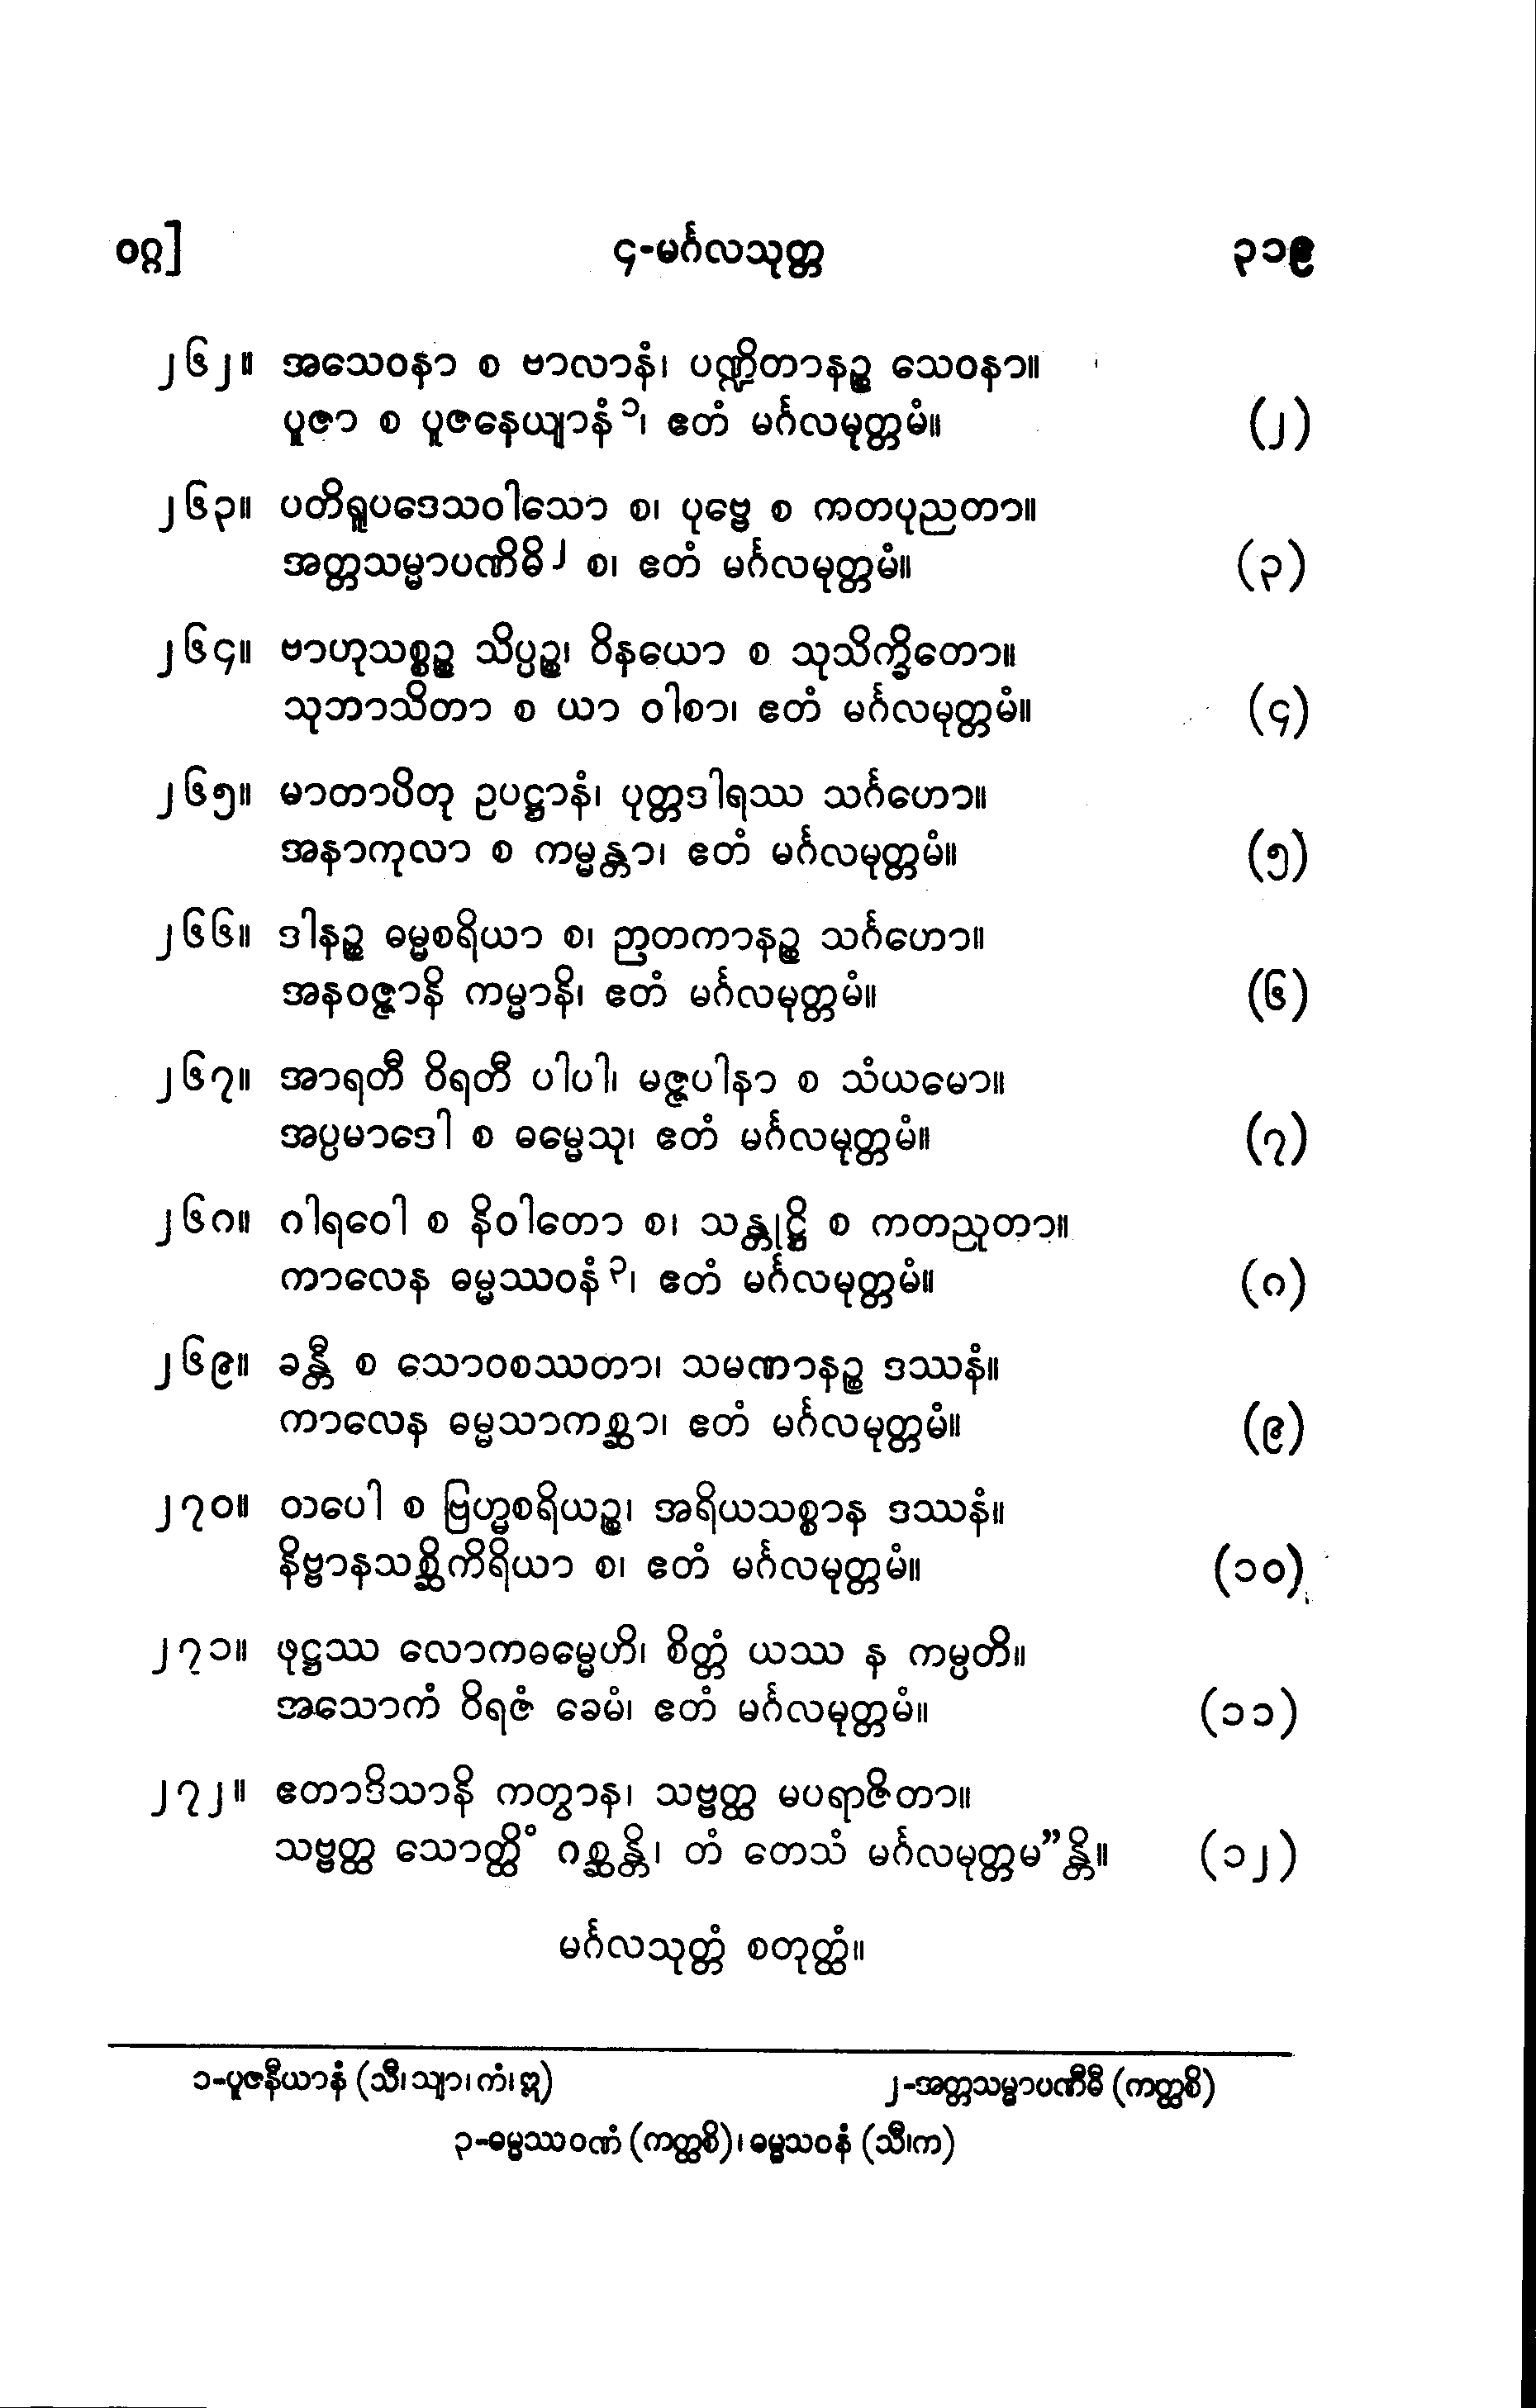 ဝဂ္ဂ] ၄-မင်္ဂလသုတ္တ ၃၁၉
၂၆၂။ အသေဝနာ စ ဗာလာနံ၊ ပဏ္ဍိတာနဉ္စ သေဝနာ။
ပူဇာ စ ပူဇနေယျာနံ ၁၊ ဧတံ မင်္ဂလမုတ္တမံ။ (၂)
၂၆၃။ ပတိရူပဒေသဝါသော စ၊ ပုဗ္ဗေ စ ကတပုညတာ။
အတ္တသမ္မာပဏိဓိ ၂ စ၊ ဧတံ မင်္ဂလမုတ္တမံ။ (၃)
၂၆၄။ ဗာဟုသစ္စဉ္စ သိပ္ပဉ္စ၊ ဝိနယော စ သုသိက္ခိတော။
သုဘာသိတာ စ ယာ ဝါစာ၊ ဧတံ မင်္ဂလမုတ္တမံ။ (၄)
၂၆၅။ မာတာပိတု ဥပဋ္ဌာနံ၊ ပုတ္တဒါရဿ သင်္ဂဟော။
အနာကုလာ စ ကမ္မန္တာ၊ ဧတံ မင်္ဂလမုတ္တမံ။ (၅)
၂၆၆။ ဒါနဉ္စ ဓမ္မစရိယာ စ၊ ဉာတကာနဉ္စ သင်္ဂဟော။
အနဝဇ္ဇာနိ ကမ္မာနိ၊ ဧတံ မင်္ဂလမုတ္တမံ။ (၆)
၂၆၇။ အာရတီ ဝိရတီ ပါပါ၊ မဇ္ဇပါနာ စ သံယမော။
အပ္ပမာဒေါ စ ဓမ္မေသု၊ ဧတံ မင်္ဂလမုတ္တမံ။ (၇)
၂၆၈။ ဂါရဝေါ စ နိဝါတော စ၊ သန္တုဋ္ဌိ စ ကတညုတာ။
ကာလေန ဓမ္မဿဝနံ ၃၊ ဧတံ မင်္ဂလမုတ္တမံ။ (၈)
၂၆၉။ ခန္တီ စ သောဝစဿတာ၊ သမဏာနဉ္စ ဒဿနံ။
ကာလေန ဓမ္မသာကစ္ဆာ၊ ဧတံ မင်္ဂလမုတ္တမံ။ (၉)
၂၇၀။ တပေါ စ ဗြဟ္မစရိယဉ္စ၊ အရိယသစ္စာန ဒဿနံ။
နိဗ္ဗာနသစ္ဆိကိရိယာ စ၊ ဧတံ မင်္ဂလမုတ္တမံ။ (၁၀)
၂၇၁။ ဖုဋ္ဌဿ လောကဓမ္မေဟိ၊ စိတ္တံ ယဿ န ကမ္ပတိ။
အသောကံ ဝိရဇံ ခေမံ၊ ဧတံ မင်္ဂလမုတ္တမံ။ (၁၁)
၂၇၂။ ဧတာဒိသာနိ ကတွာန၊ သဗ္ဗတ္ထ မပရာဇိတာ။
သဗ္ဗတ္ထ သောတ္ထိံ ဂစ္ဆန္တိ၊ တံ တေသံ မင်္ဂလမုတ္တမ”န္တိ။ (၁၂)
မင်္ဂလသုတ္တံ စတုတ္ထံ။
၁-ပူဇနီယာနံ (သီ၊ သျာ၊ ကံ၊ ဣ) ၂-အတ္တသမ္မာပဏီဓီ (ကတ္ထစိ)
၃-ဓမ္မဿဝဏံ (ကတ္ထစိ)၊ ဓမ္မသဝနံ (သီ၊က)